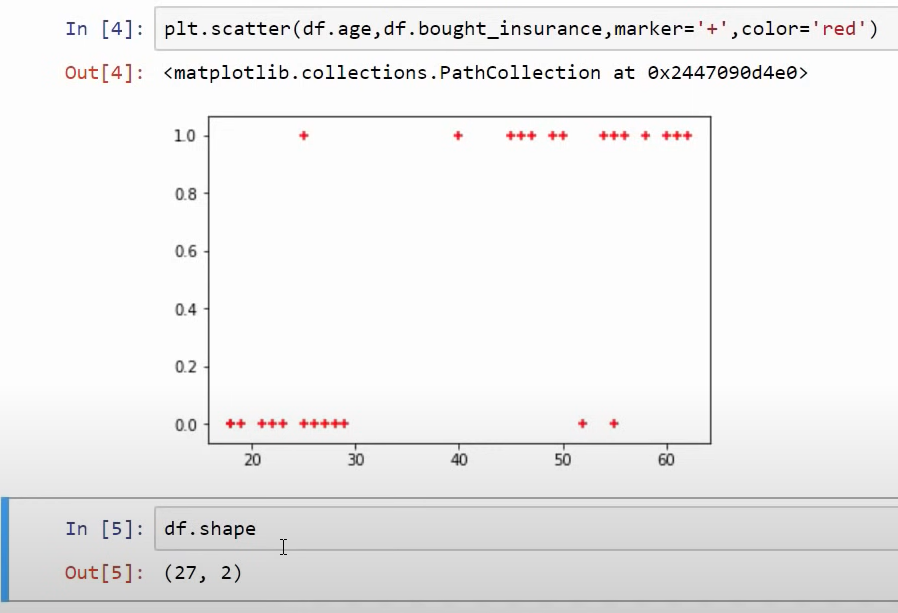 In [4]: plt.scatter(df.age,df.bought_insurance,marker='+',color='red')
Out[4]: <matplotlib.collections.PathCollection at 0x2447090d4e0>
1.0
0.8
0.6
0.4
0.2
0.0
20 30 40 50 60
In [5]: df.shape
Out[5]: (27, 2)